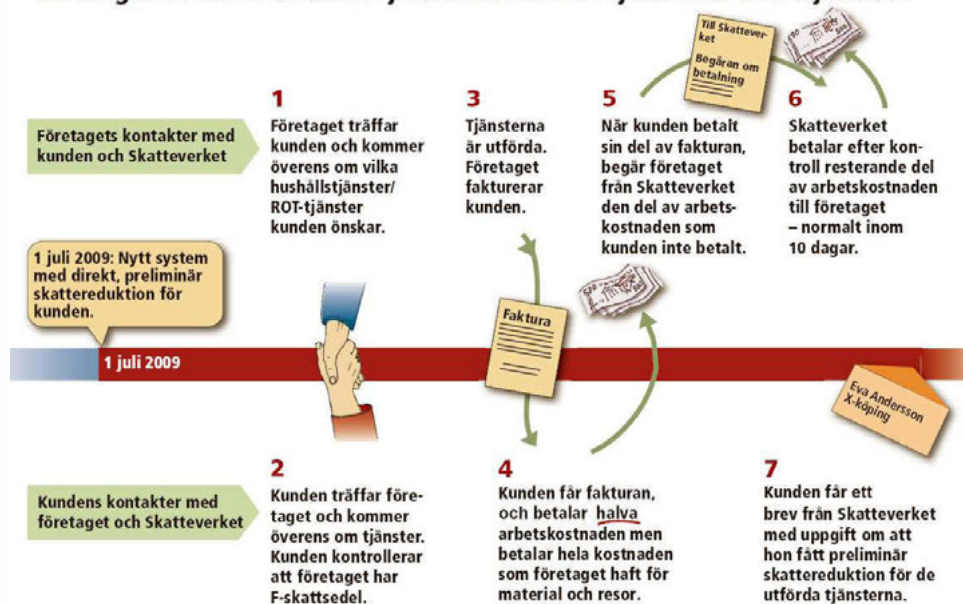 Till Skattever-
ket
Begäran om
betalning
Företagets kontakter med
kunden och Skatteverket
1
Företaget träffar
kunden och kommer
överens om vilka
hushållstjänster/
ROT-tjänster
kunden önskar.
3
Tjänsterna
är utförda.
Företaget
fakturerar
kunden.
5
När kunden betalt
sin del av fakturan,
begär företaget
från Skatteverket
den del av arbets-
kostnaden som
kunden inte betalt.
6
Skatteverket
betalar efter kon-
troll resterande del
av arbetskostnaden
till företaget
– normalt inom
10 dagar.
1 juli 2009: Nytt system
med direkt, preliminär
skattereduktion för
kunden.
1 juli 2009
Faktura
500
Eva Andersson
X-köping
Kundens kontakter med
företaget och Skatteverket
2
Kunden träffar före-
taget och kommer
överens om tjänster.
Kunden kontrollerar
att företaget har
F-skattsedel.
4
Kunden får fakturan,
och betalar halva
arbetskostnaden men
betalar hela kostnaden
som företaget haft för
material och resor.
7
Kunden får ett
brev från Skatteverket
med uppgift om att
hon fått preliminär
skattereduktion för de
utförda tjänsterna.